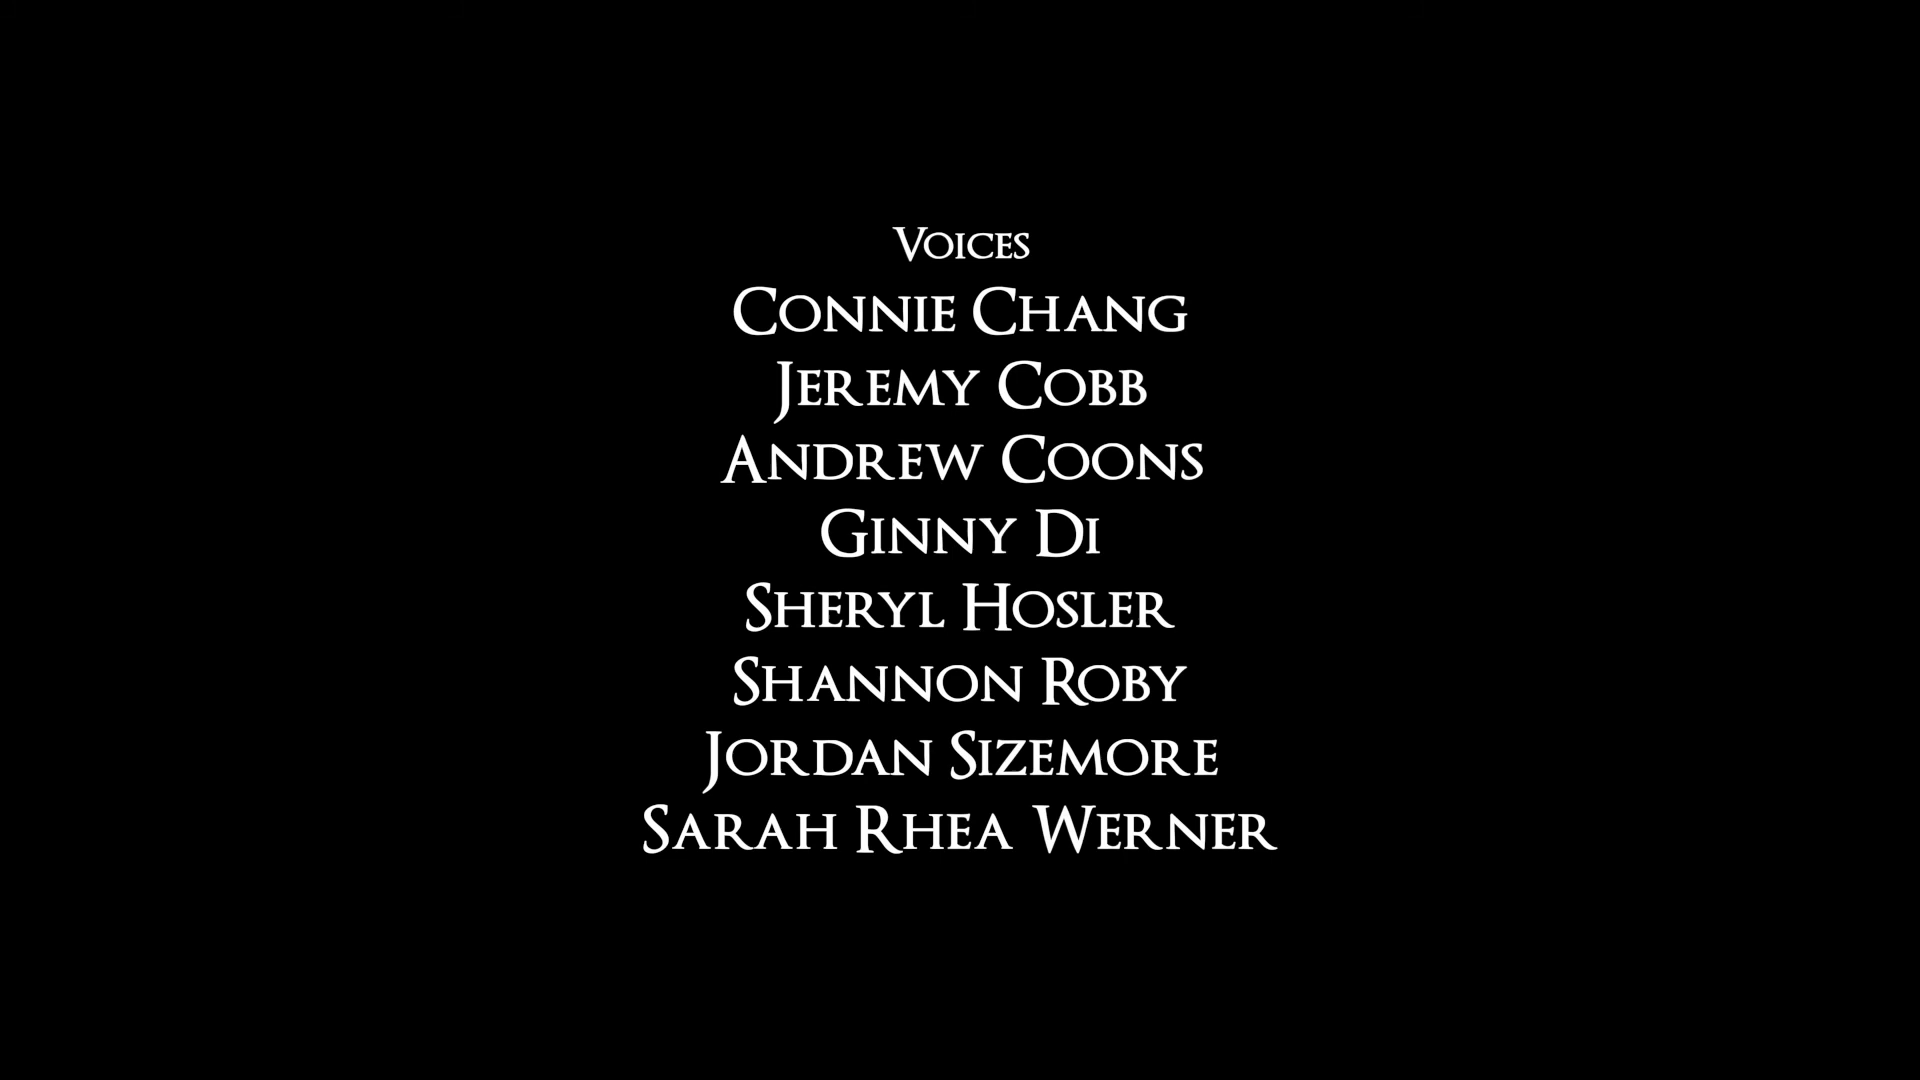 Voices
Connie Chang
Jeremy Cobb
Andrew Coons
Ginny Di
Sheryl Hosler
Shannon Roby
Jordan Sizemore
Sarah Rhea Werner